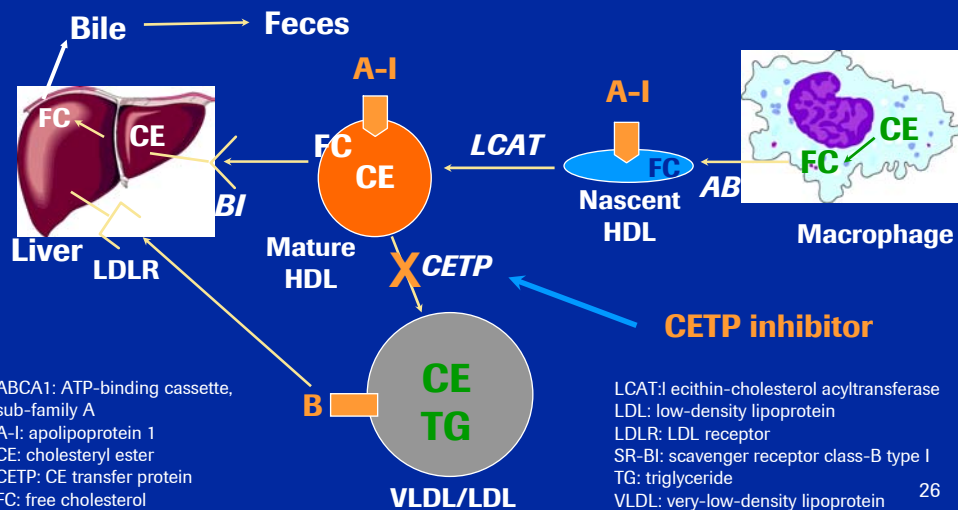 Bile
Feces
A-I
A-I
FC
CE
FC
CE
LCAT
FC
CE
FC
AB
BI
Nascent
HDL
Macrophage
Liver
LDLR
Mature
HDL
X
CETP
CETP inhibitor
CE
TG
B
VLDL/LDL
ABCA1: ATP-binding cassette,
sub-family A
A-I: apolipoprotein 1
CE: cholesteryl ester
CETP: CE transfer protein
FC: free cholesterol
LCAT:l ecithin-cholesterol acyltransferase
LDL: low-density lipoprotein
LDLR: LDL receptor
SR-BI: scavenger receptor class-B type I
TG: triglyceride
VLDL: very-low-density lipoprotein
26